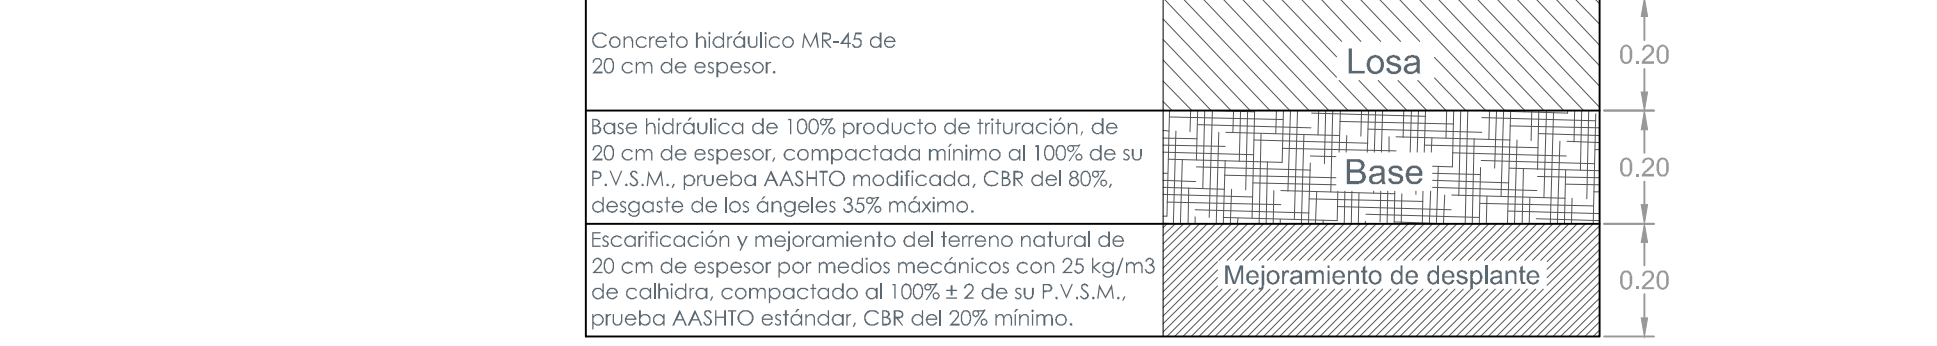 Concreto hidráulico MR-45 de
20 cm de espesor.
Losa
0.20
Base hidráulica de 100% producto de trituración, de
20 cm de espesor, compactada mínimo al 100% de su
P.V.S.M., prueba AASHTO modificada, CBR del 80%,
desgaste de los ángeles 35% máximo.
Base
0.20
Escarificación y mejoramiento del terreno natural de
20 cm de espesor por medios mecánicos con 25 kg/m3
de calhidra, compactado al 100% ± 2 de su P.V.S.M.,
prueba AASHTO estándar, CBR del 20% mínimo.
Mejoramiento de desplante
0.20